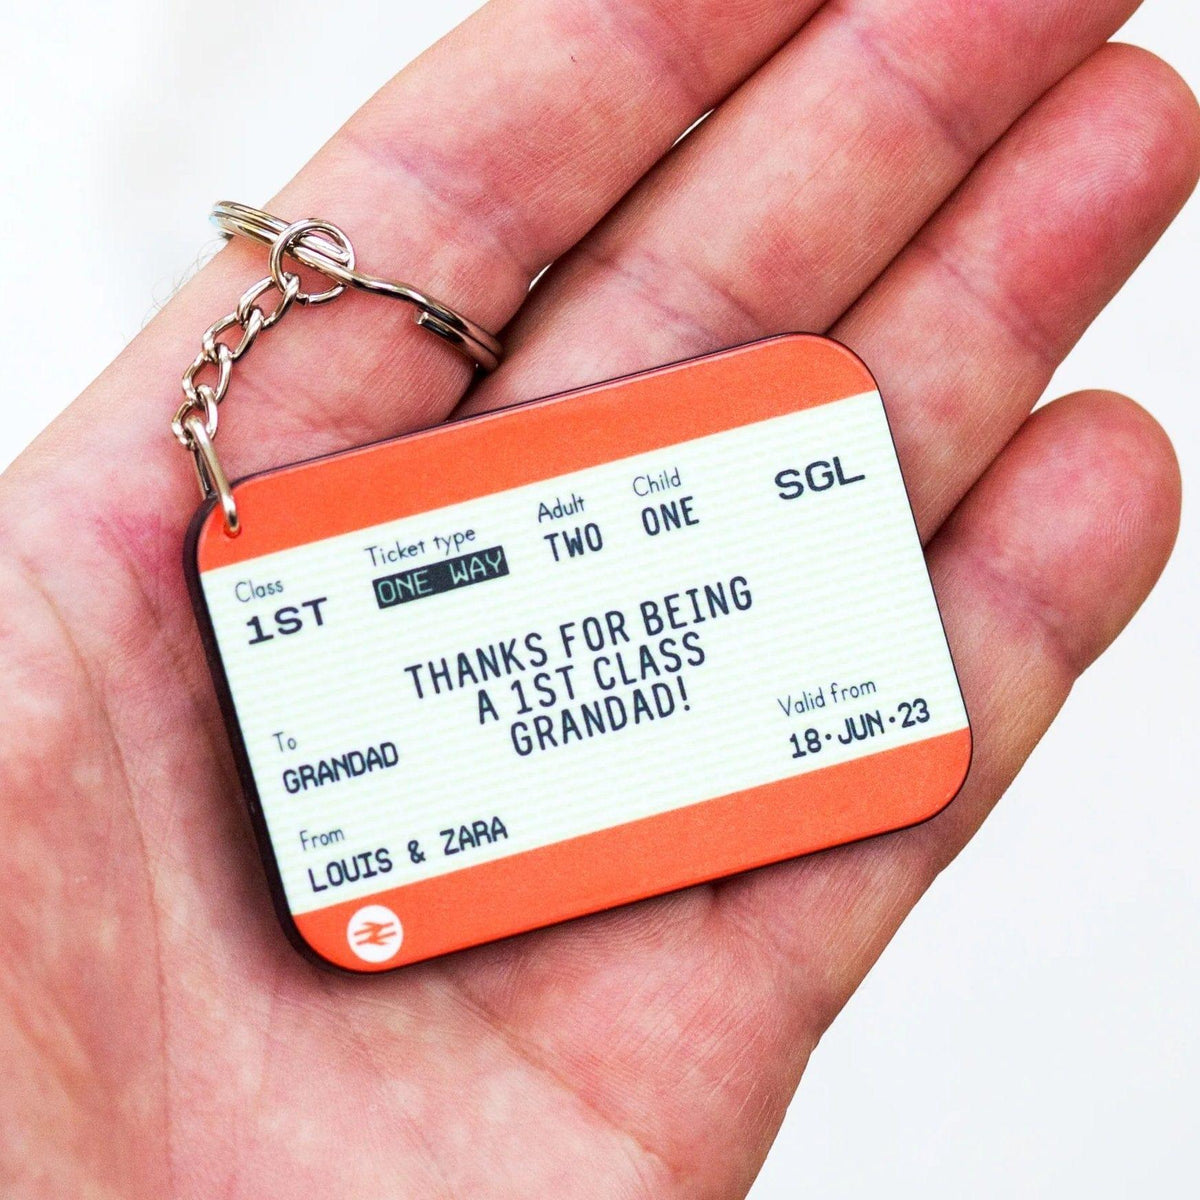 Class
1ST
Ticket type
ONE WAY
Adult
TWO
Child
ONE
SGL
THANKS FOR BEING
A 1ST CLASS
GRANDAD!
To
GRANDAD
Valid from
18·JUN·23
From
LOUIS & ZARA